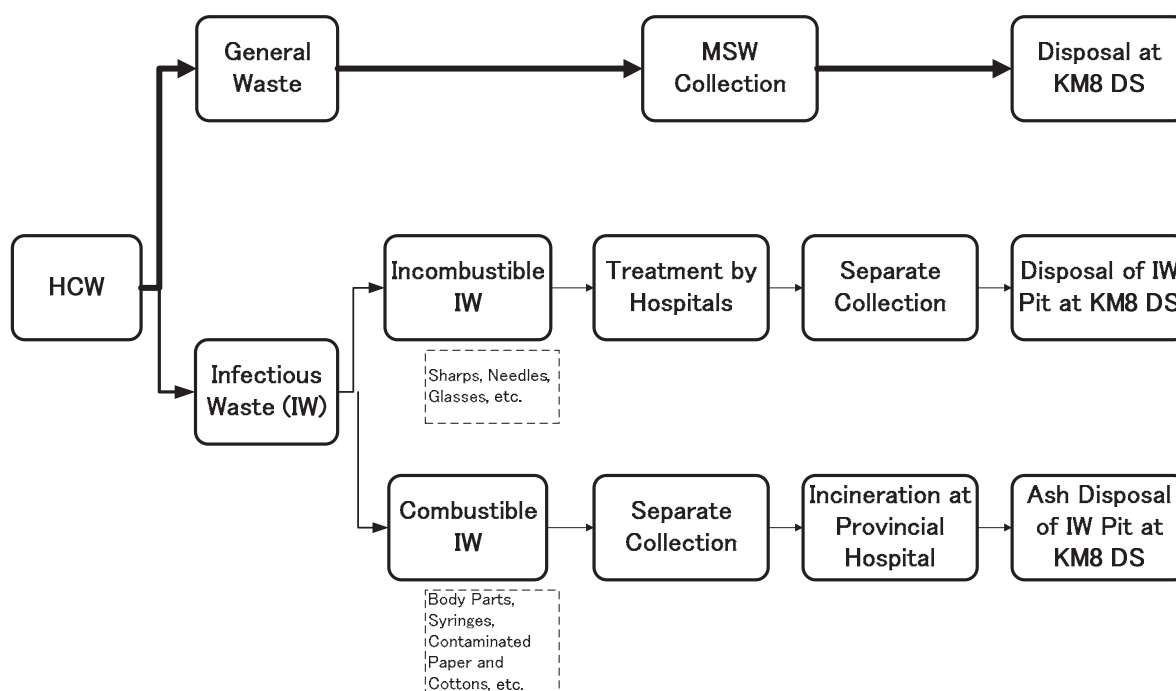 General
Waste
MSW
Collection
Disposal at
KM8 DS
HCW
Incombustible
IW
Treatment by
Hospitals
Separate
Collection
Disposal of IW
Pit at KM8 DS
Sharps, Needles,
Glasses, etc.
Infectious
Waste (IW)
Combustible
IW
Separate
Collection
Incineration at
Provincial
Hospital
Ash Disposal
of IW Pit at
KM8 DS
Body Parts,
Syringes,
Contaminated
Paper and
Cottons, etc.